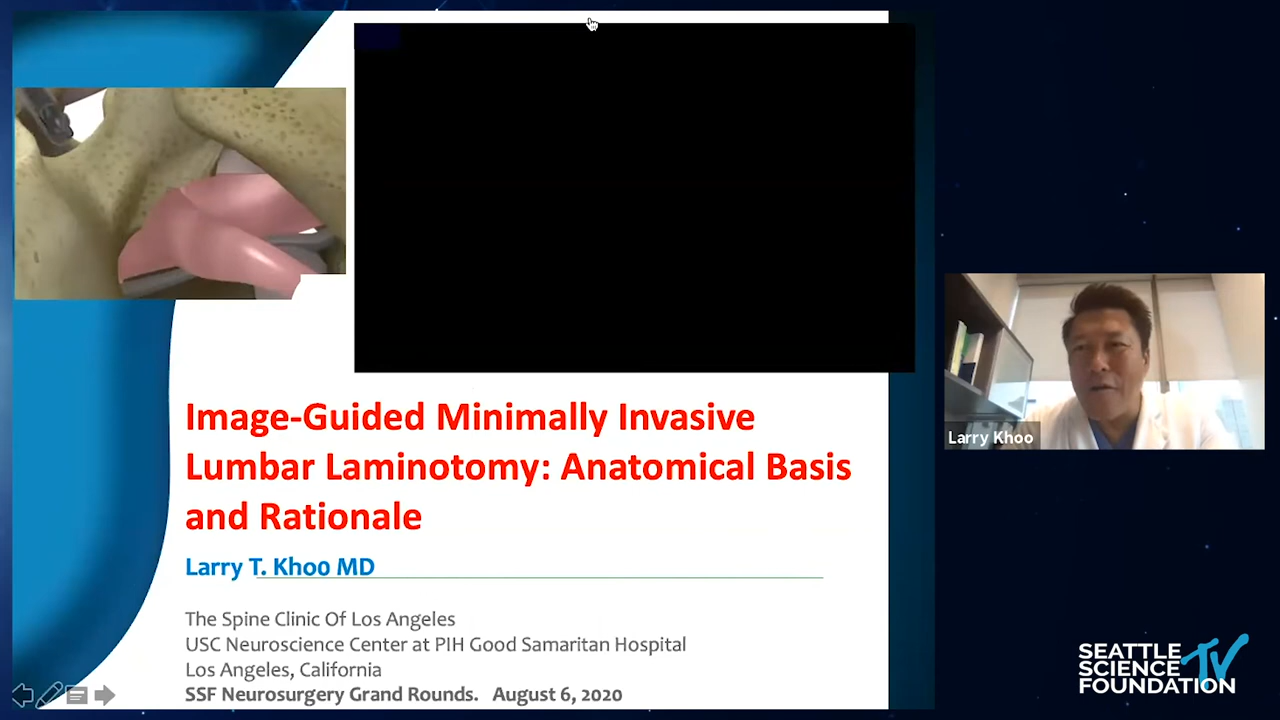 Image-Guided Minimally Invasive
Lumbar Laminotomy: Anatomical Basis
and Rationale
Larry T. Khoo MD
The Spine Clinic Of Los Angeles
USC Neuroscience Center at PIH Good Samaritan Hospital
Los Angeles, California
SSF Neurosurgery Grand Rounds. August 6, 2020
Larry Khoo
SEATTLE
SCIENCE
FOUNDATION
TV